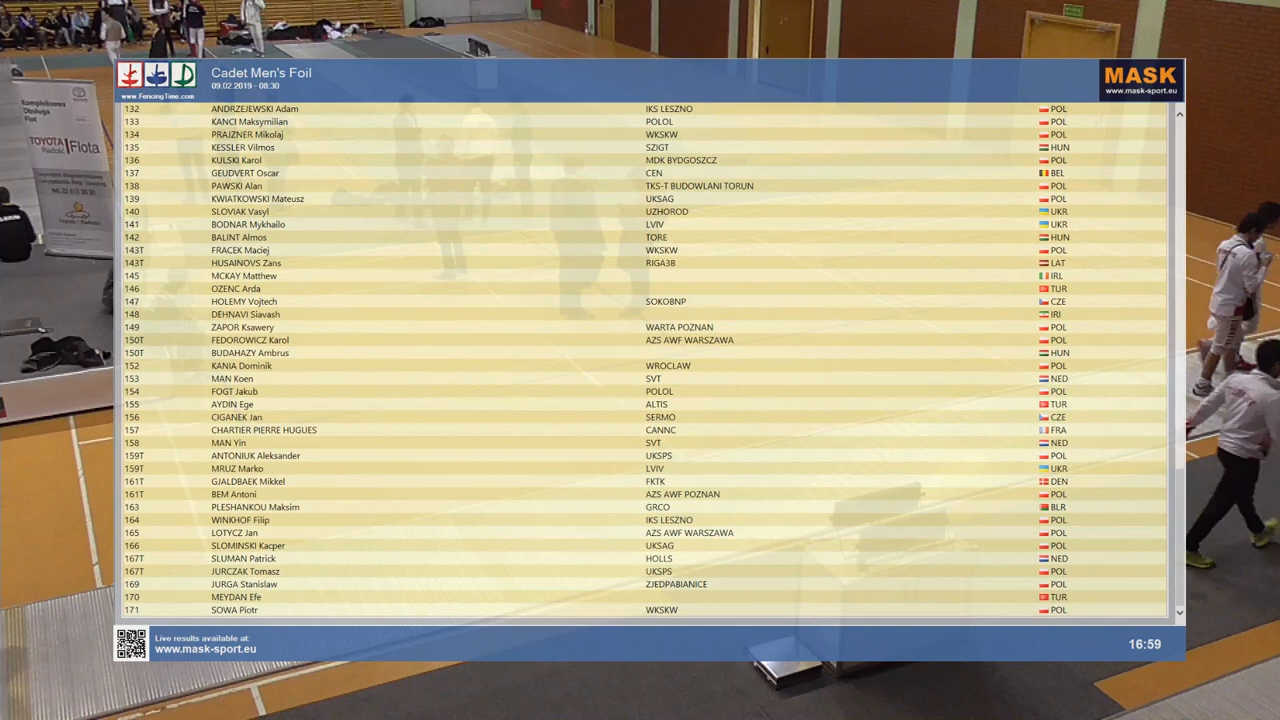 Cadet Men's Foil
09.02.2019 - 08:30
www.FencingTime.com
MASK
www.mask-sport.eu
132 ANDRZEJEWSKI Adam IKS LESZNO POL
133 KANCI Maksymilian POLOL POL
134 PRAJZNER Mikolaj WKSKW POL
135 KESSLER Vilmos SZIGT HUN
136 KULSKI Karol MDK BYDGOSZCZ POL
137 GEUDVERT Oscar CEN BEL
138 PAWSKI Alan TKS-T BUDOWLANI TORUN POL
139 KWIATKOWSKI Mateusz UKSAG POL
140 SLOVIAK Vasyl UZHOROD UKR
141 BODNAR Mykhailo LVIV UKR
142 BALINT Almos TORE HUN
143T FRACEK Maciej WKSKW POL
143T HUSAINOVS Zans RIGA3B LAT
145 MCKAY Matthew IRL
146 OZENC Arda TUR
147 HOLEMY Vojtech SOKOBNP CZE
148 DEHNAVI Siavash IRI
149 ZAPOR Ksawery WARTA POZNAN POL
150T FEDOROWICZ Karol AZS AWF WARSZAWA POL
150T BUDAHAZY Ambrus HUN
152 KANIA Dominik WROCLAW POL
153 MAN Koen SVT NED
154 FOGT Jakub POLOL POL
155 AYDIN Ege ALTIS TUR
156 CIGANEK Jan SERMO CZE
157 CHARTIER PIERRE HUGUES CANNC FRA
158 MAN Yin SVT NED
159T ANTONIUK Aleksander UKSPS POL
159T MRUZ Marko LVIV UKR
161T GJALDBAEK Mikkel FKTK DEN
161T BEM Antoni AZS AWF POZNAN POL
163 PLESHANKOU Maksim GRCO BLR
164 WINKHOF Filip IKS LESZNO POL
165 LOTYCZ Jan AZS AWF WARSZAWA POL
166 SLOMINSKI Kacper UKSAG POL
167T SLUMAN Patrick HOLLS NED
167T JURCZAK Tomasz UKSPS POL
169 JURGA Stanislaw ZJEDPABIANICE POL
170 MEYDAN Efe TUR
171 SOWA Piotr WKSKW POL
Live results available at:
www.mask-sport.eu
16:59
Kompleksowa
Obsługa
Flot
TOYOTA
Radość Flota